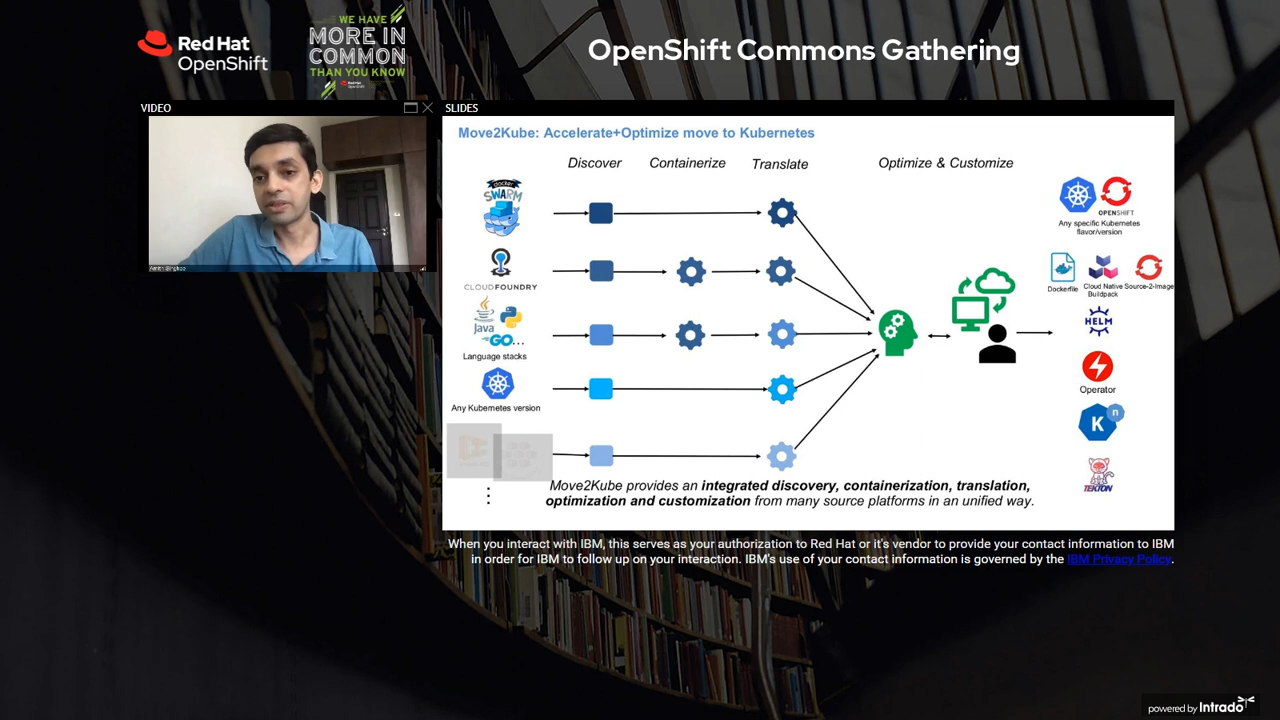 Red Hat
OpenShift
WE HAVE
MORE IN
COMMON
THAN YOU KNOW
Red Hat
OpenShift
OpenShift Commons Gathering
VIDEO
SLIDES
Move2Kube: Accelerate+Optimize move to Kubernetes
Discover
Containerize
Translate
Optimize & Customize
docker
SWARM
CLOUDFOUNDRY
Java
GO...
Language stacks
Any Kubernetes version
OPENSHIFT
Any specific Kubernetes
flavor/version
Dockerfile
Cloud Native
Buildpack
Source-2-Image
HELM
Operator
K
n
TEKTON
Move2Kube provides an integrated discovery, containerization, translation,
optimization and customization from many source platforms in an unified way.
When you interact with IBM, this serves as your authorization to Red Hat or it's vendor to provide your contact information to IBM
in order for IBM to follow up on your interaction. IBM's use of your contact information is governed by the IBM Privacy Policy.
powered by Intrado